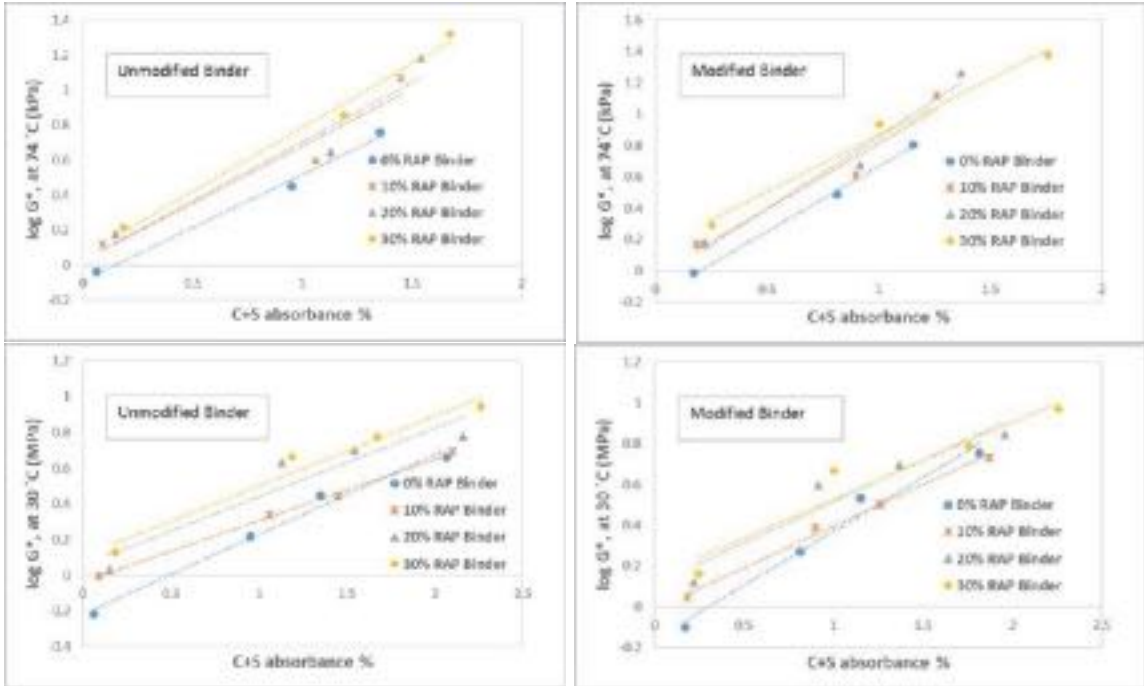 1.4
1.2
1
0.8
0.6
0.4
0.2
0
-0.2
log G*, at 74 °C (kPa)
Unmodified Binder
0% RAP Binder
10% RAP Binder
20% RAP Binder
30% RAP Binder
0 0.5 1 1.5 2
C+S absorbance %
1.6
1.4
1.2
1
0.8
0.6
0.4
0.2
0
-0.2
log G*, at 74°C (kPa)
Modified Binder
0% RAP Binder
10% RAP Binder
20% RAP Binder
30% RAP Binder
0 0.5 1 1.5 2
C+S absorbance %
1.2
1
0.8
0.6
0.4
0.2
0
-0.2
-0.4
log G*, at 30 °C (MPa)
Unmodified Binder
0% RAP Binder
10% RAP Binder
20% RAP Binder
30% RAP Binder
0 0.5 1 1.5 2 2.5
C+S absorbance %
1.2
1
0.8
0.6
0.4
0.2
0
-0.2
log G*, at 30 °C (MPa)
Modified Binder
0% RAP Binder
10% RAP Binder
20% RAP Binder
30% RAP Binder
0 0.5 1 1.5 2 2.5
C+S absorbance %